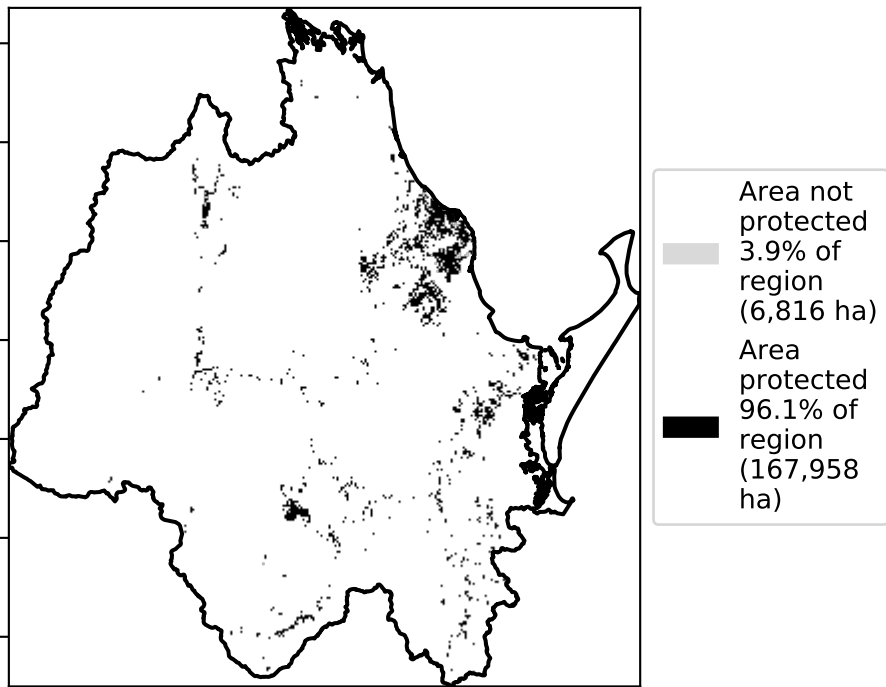 Area not
protected
3.9% of
region
(6,816 ha)
Area
protected
96.1% of
region
(167,958
ha)